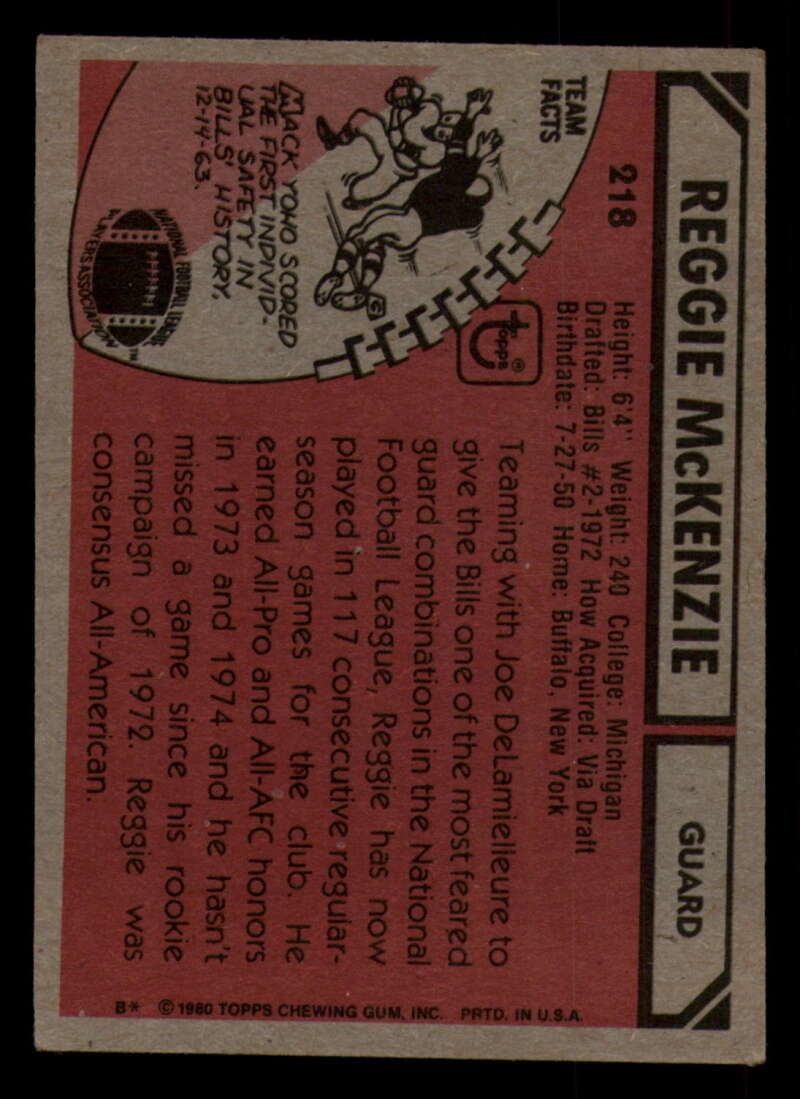 REGGIE McKENZIE
GUARD
218
Height: 6'4" Weight: 240 College: Michigan
Drafted: Bills #2-1972 How Acquired: Via Draft
Birthdate: 7-27-50 Home: Buffalo, New York
TEAM
FACTS
MACK YOHO SCORED
THE FIRST INDIVID-
UAL SAFETY IN
BILLS' HISTORY,
12-14-63.
NATIONAL FOOTBALL LEAGUE
PLAYERS ASSOCIATION
TM
Topps®
Teaming with Joe DeLamielleure to
give the Bills one of the most feared
guard combinations in the National
Football League, Reggie has now
played in 117 consecutive regular-
season games for the club. He
earned All-Pro and All-AFC honors
in 1973 and 1974 and he hasn't
missed a game since his rookie
campaign of 1972. Reggie was
consensus All-American.
B* ©1980 TOPPS CHEWING GUM, INC. PRTD. IN U.S.A.